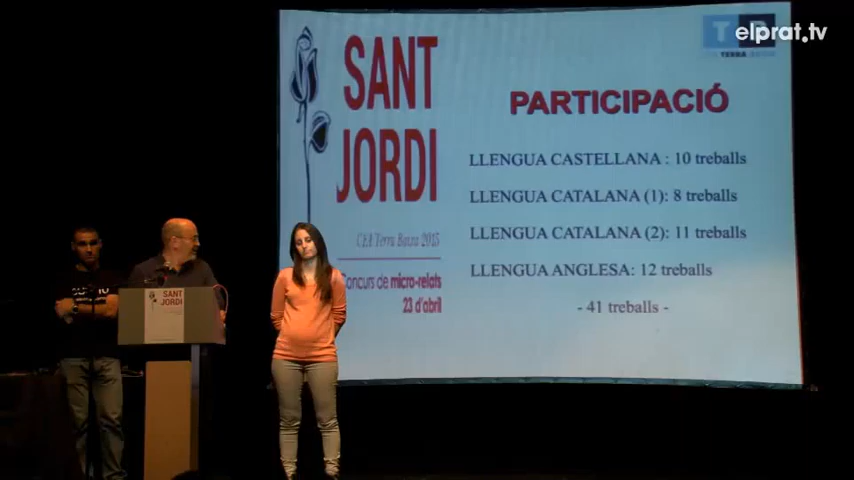 elprat.tv
SANT
JORDI
CFA Terra Baixa 2015
Concurs de micro-relats
23 d'abril
PARTICIPACIÓ
LLENGUA CASTELLANA : 10 treballs
LLENGUA CATALANA (1): 8 treballs
LLENGUA CATALANA (2): 11 treballs
LLENGUA ANGLESA: 12 treballs
- 41 treballs -
SANT
JORDI